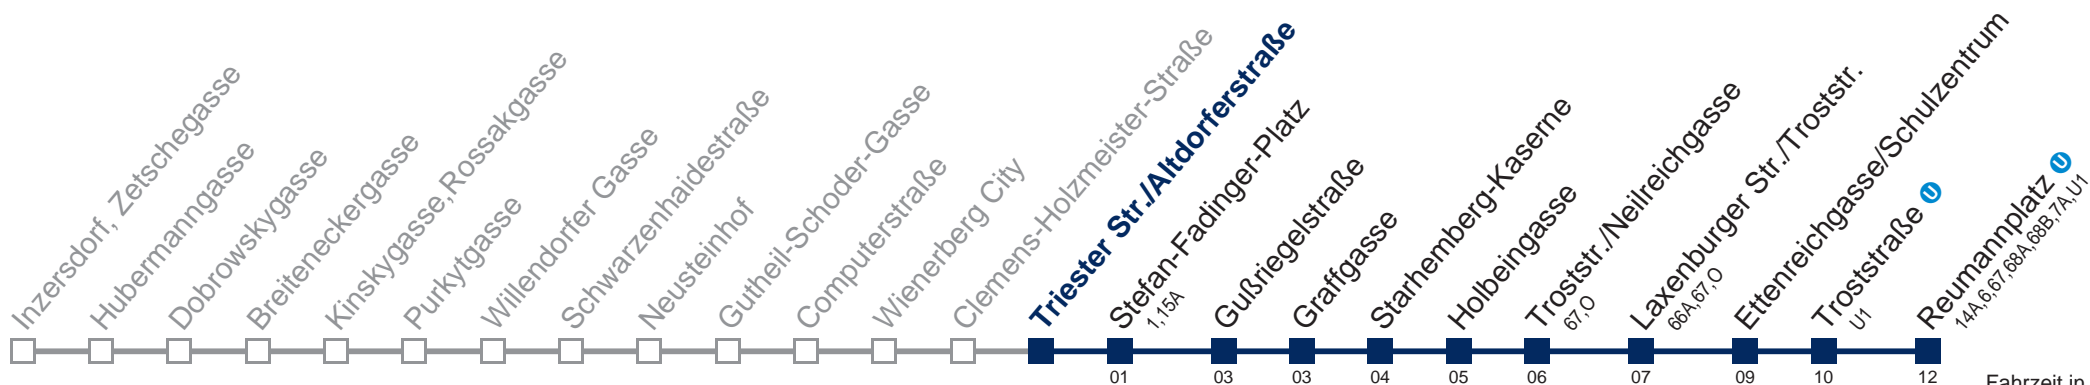 Inzersdorf, Zetschegasse
Hubermanngasse
Dobrowskygasse
Breiteneckergasse
Kinskygasse,Rossakgasse
Purkytgasse
Willendorfer Gasse
Schwarzenhaidestraße
Neusteinhof
Gutheil-Schoder-Gasse
Computerstraße
Wienerberg City
Clemens-Holzmeister-Straße
Triester Str./Altdorferstraße
Stefan-Fadinger-Platz
1,15A
Gußriegelstraße
Graffgasse
Starhemberg-Kaserne
Holbeingasse
Troststr./Neilreichgasse
67,O
Laxenburger Str./Troststr.
66A,67,O
Ettenreichgasse/Schulzentrum
Troststraße U
U1
Reumannplatz U
14A,6,67,68A,68B,7A,U1
01 03 03 04 05 06 07 09 10 12
Fahrzeit in